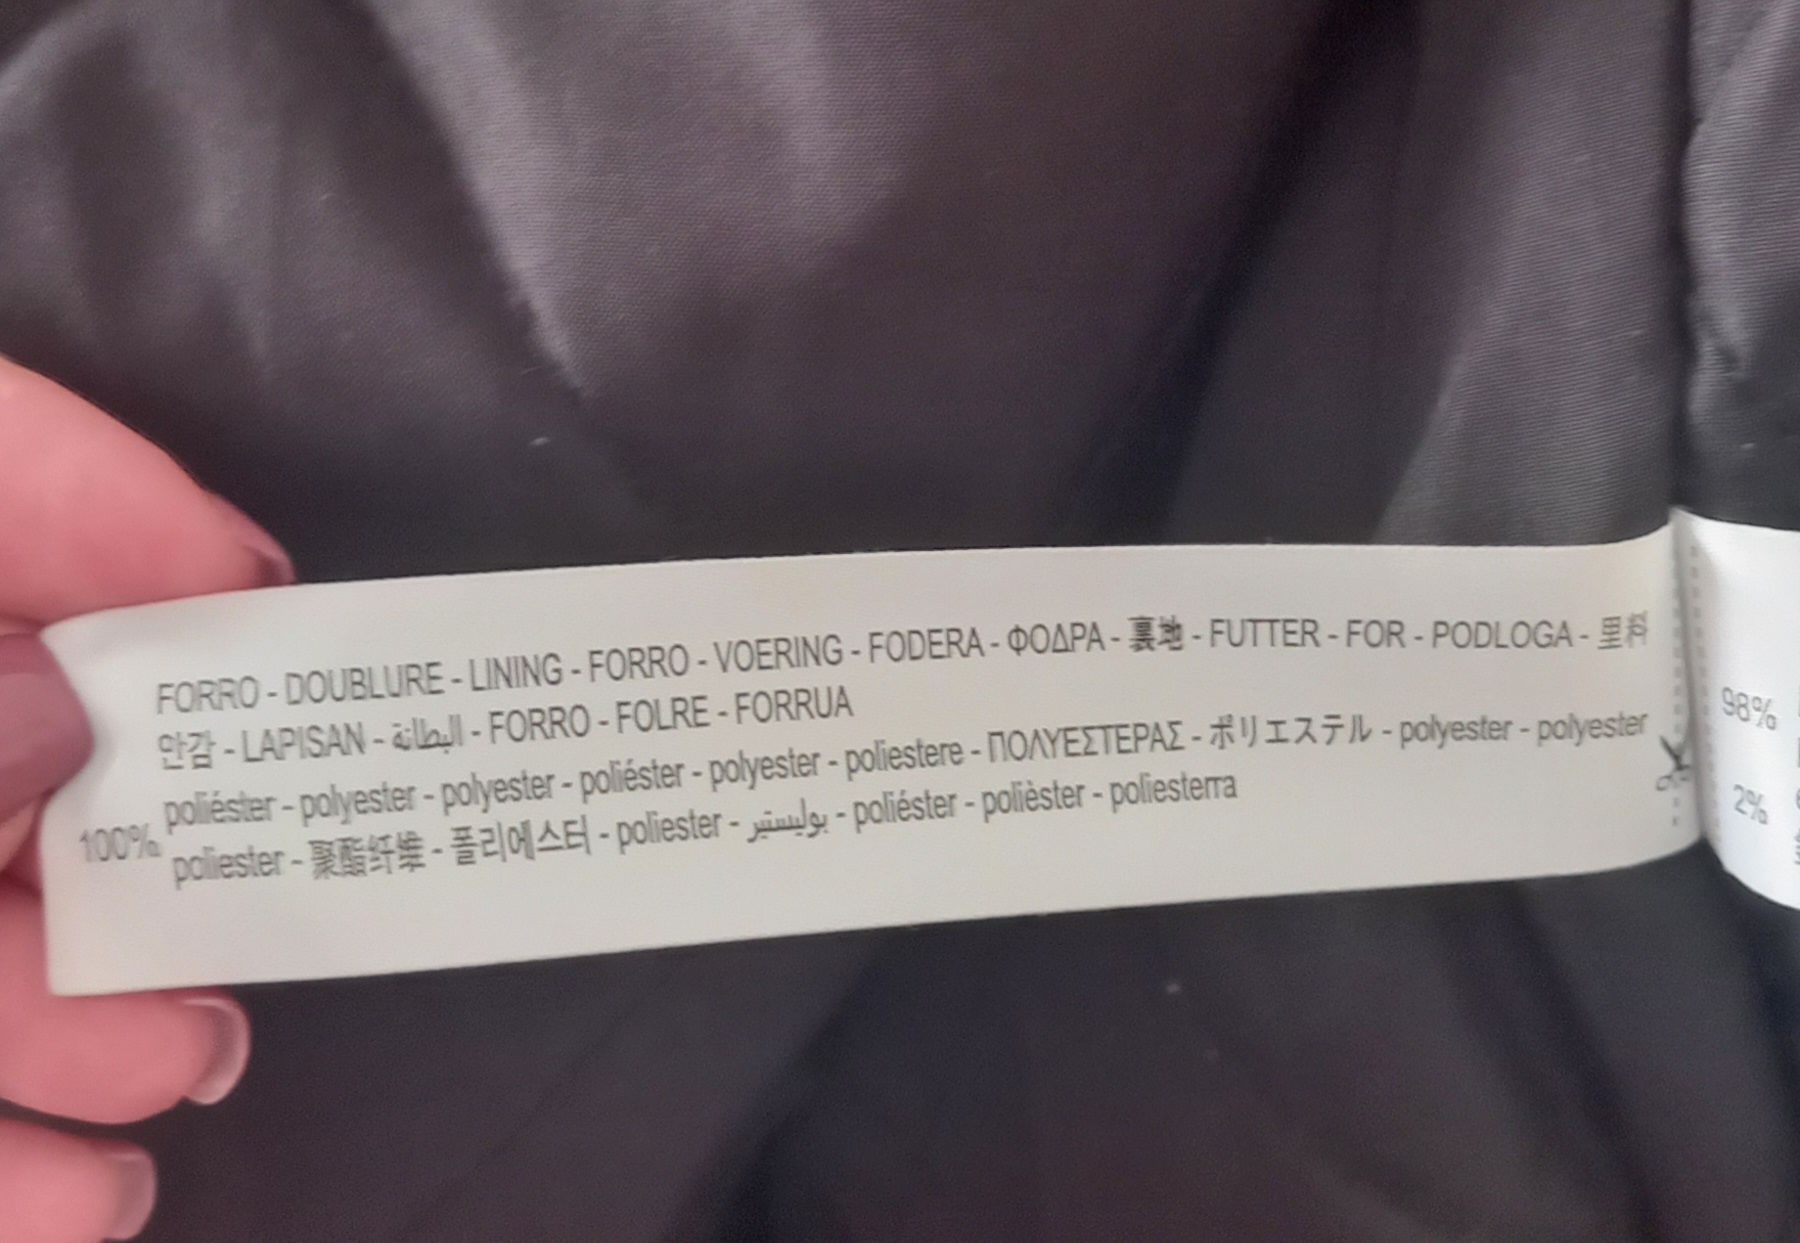 FORRO - DOUBLURE - LINING - FORRO - VOERING - FODERA - ΦΟΔΡΑ - 裏地 - FUTTER - FOR - PODLOGA - 里料
안감 - LAPISAN - البطانة - FORRO - FOLRE - FORRUA
100% poliéster - polyester - polyester - poliéster - polyester - poliestere - ΠΟΛΥΕΣΤΕΡΑΣ - ポリエステル - polyester - polyester
poliester - 聚酯纤维 - 폴리에스터 - poliester - بوليستير - poliéster - polièster - poliesterra
98%
2%